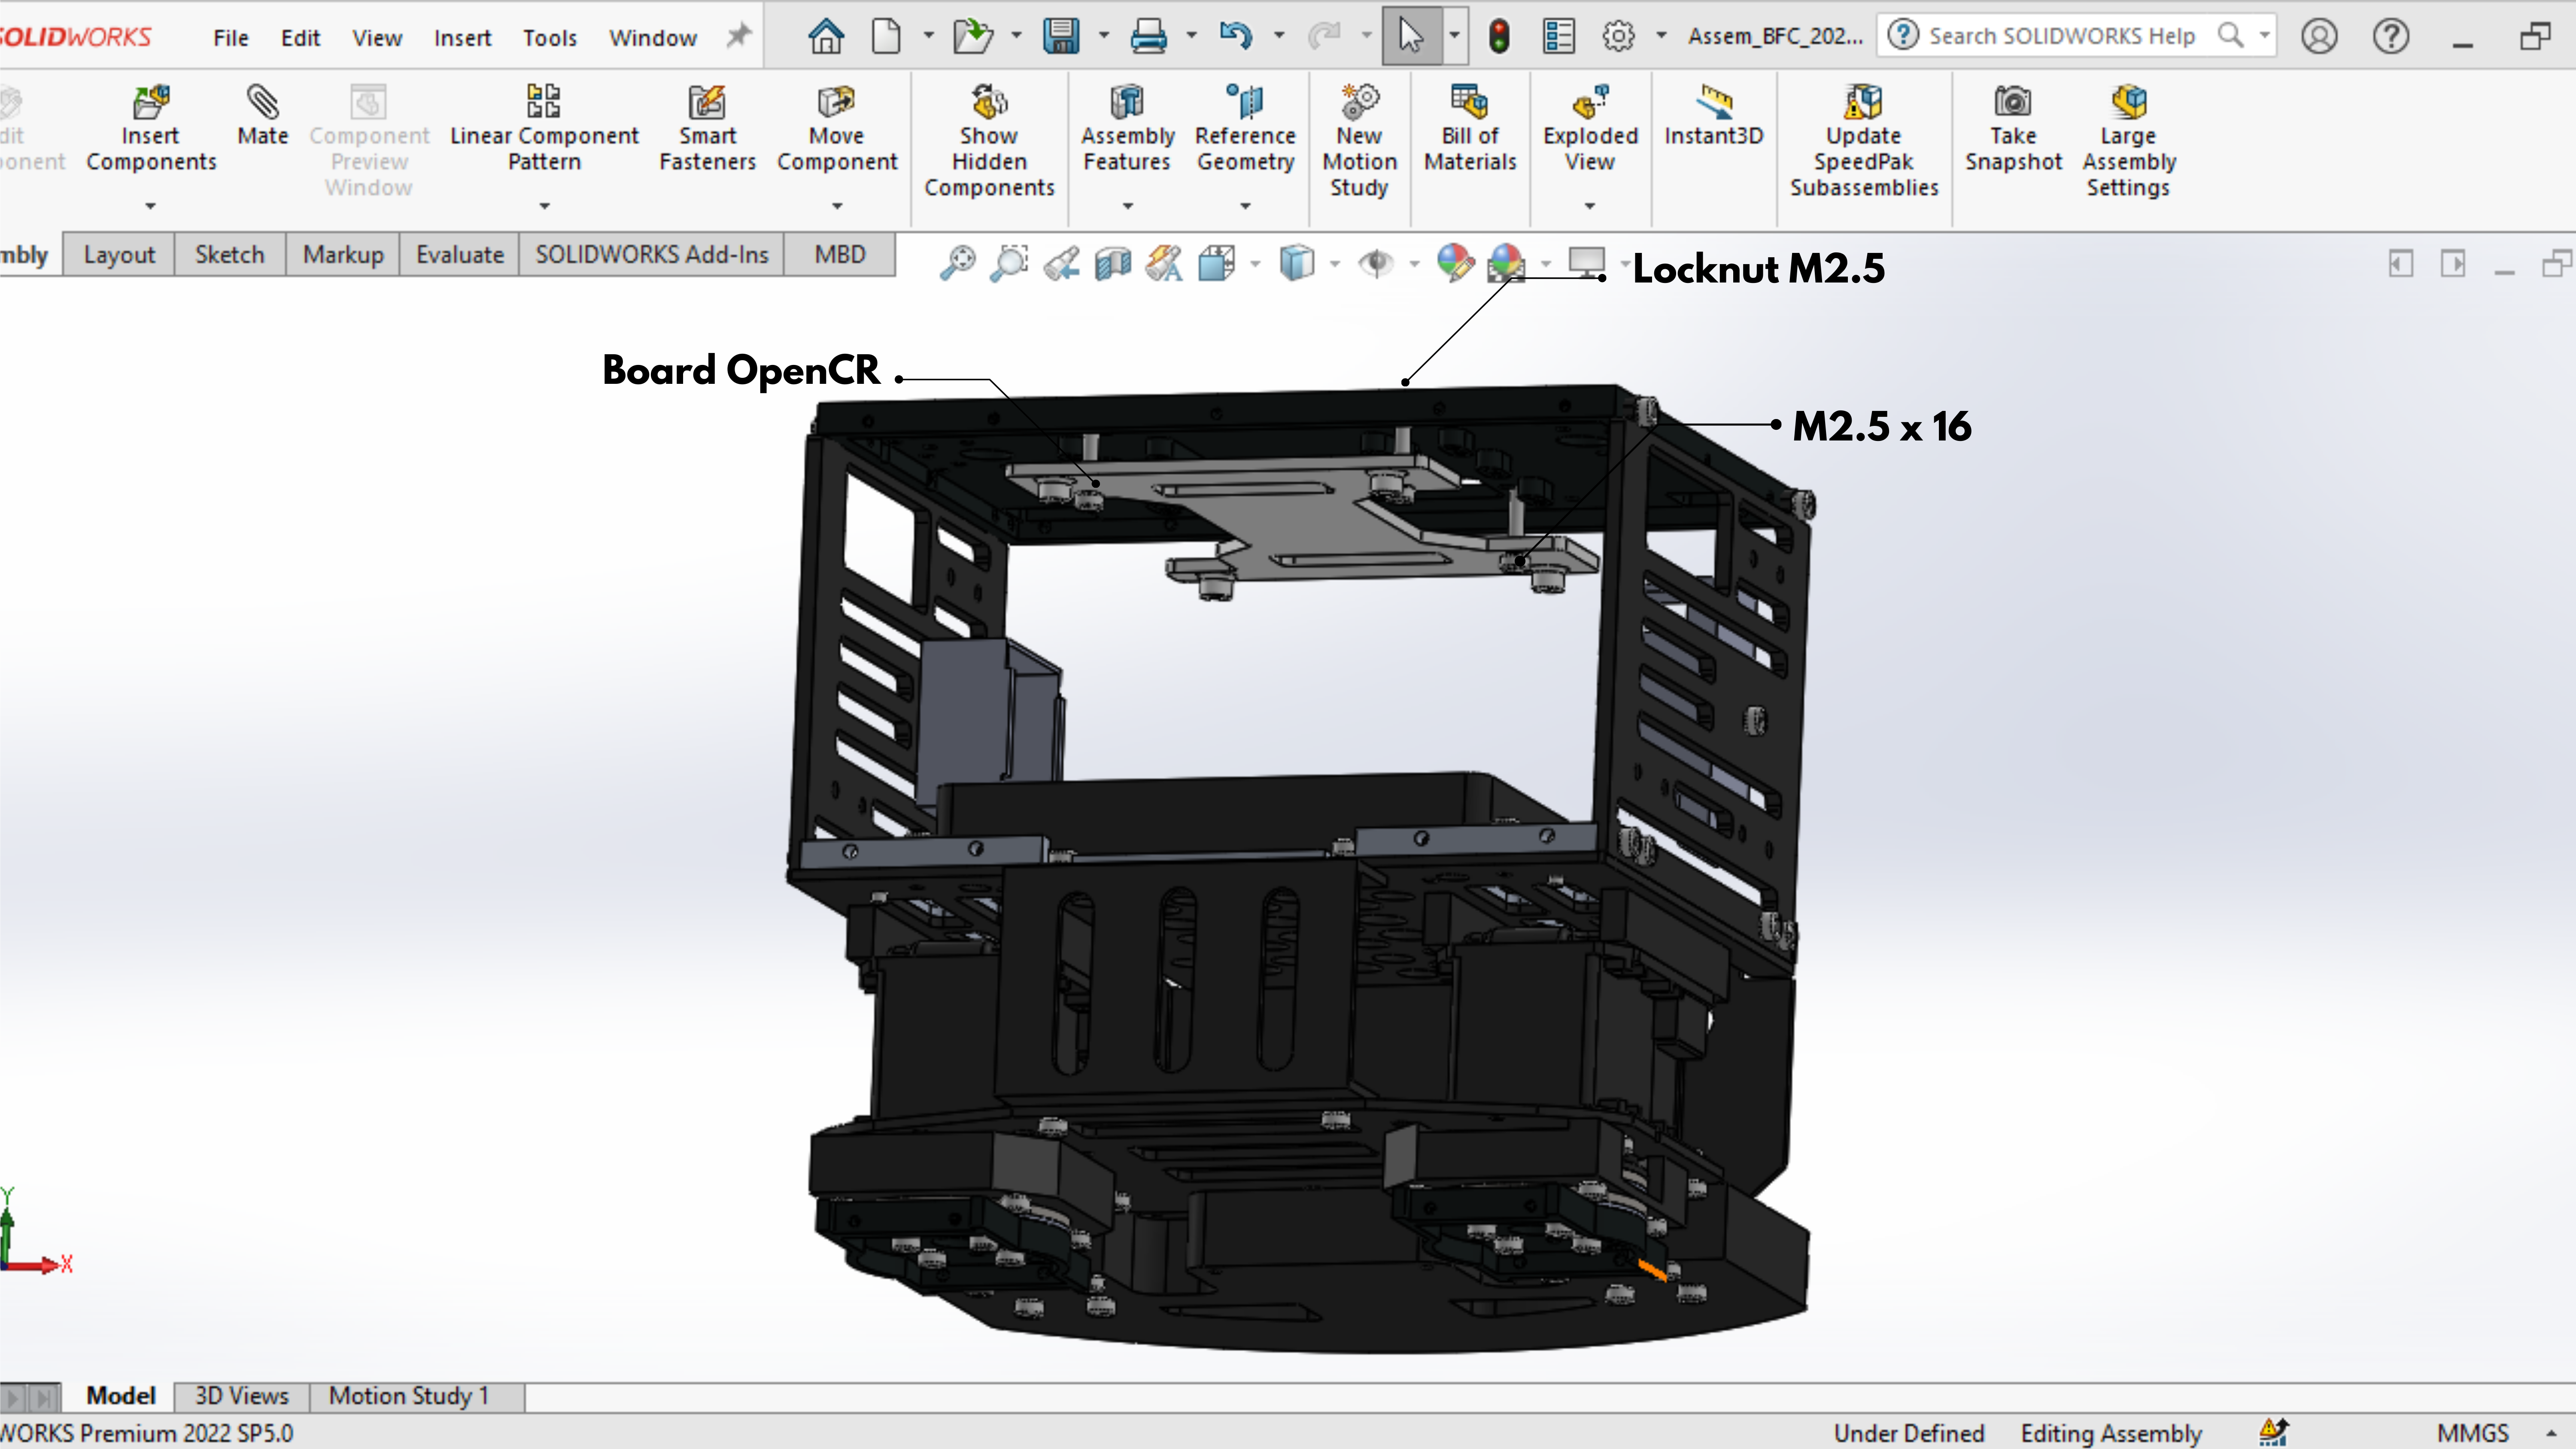 SOLIDWORKS File Edit View Insert Tools Window Assem_BFC_202... Search SOLIDWORKS Help
Insert Components
Mate
Component Preview Window
Linear Component Pattern
Smart Fasteners
Move Component
Show Hidden Components
Assembly Features
Reference Geometry
New Motion Study
Bill of Materials
Exploded View
Instant3D
Update SpeedPak Subassemblies
Take Snapshot
Large Assembly Settings
mbly Layout Sketch Markup Evaluate SOLIDWORKS Add-Ins MBD
Locknut M2.5
Board OpenCR
M2.5 x 16
Y
X
Model 3D Views Motion Study 1
WORKS Premium 2022 SP5.0 Under Defined Editing Assembly MMGS